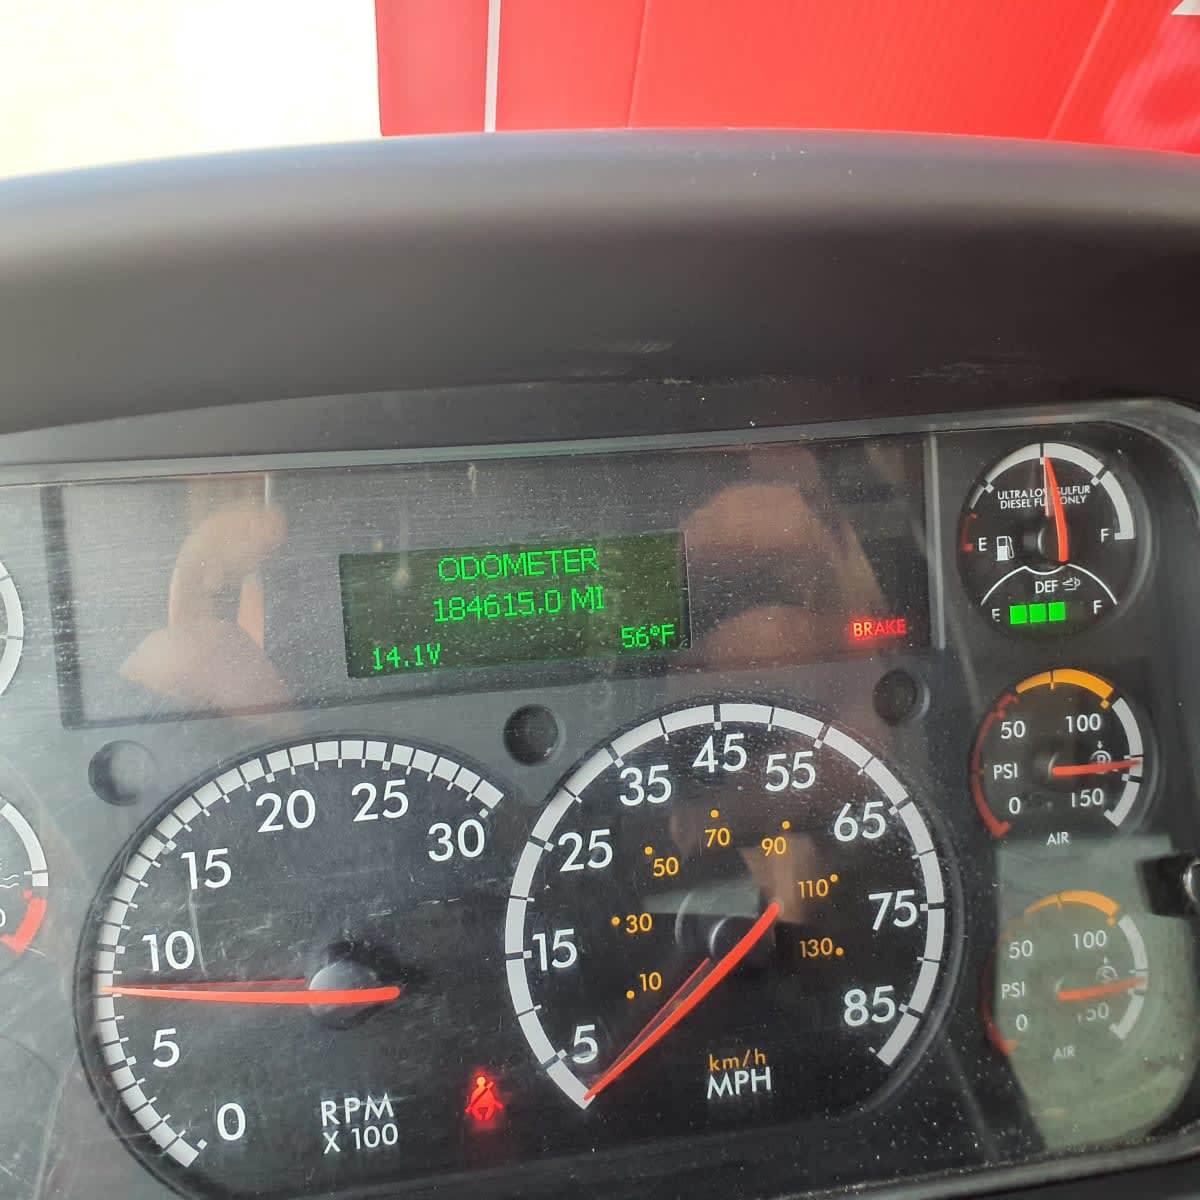 ODOMETER
184615.0 MI
14.1V
56°F
BRAKE
ULTRA LOW SULFUR
DIESEL FUEL ONLY
E
F
DEF
E
F
50
100
PSI
0
150
AIR
50
100
PSI
0
150
AIR
0
5
10
15
20
25
30
RPM
X 100
5
15
25
35
45
55
65
75
85
10
30
50
70
90
110
130
km/h
MPH